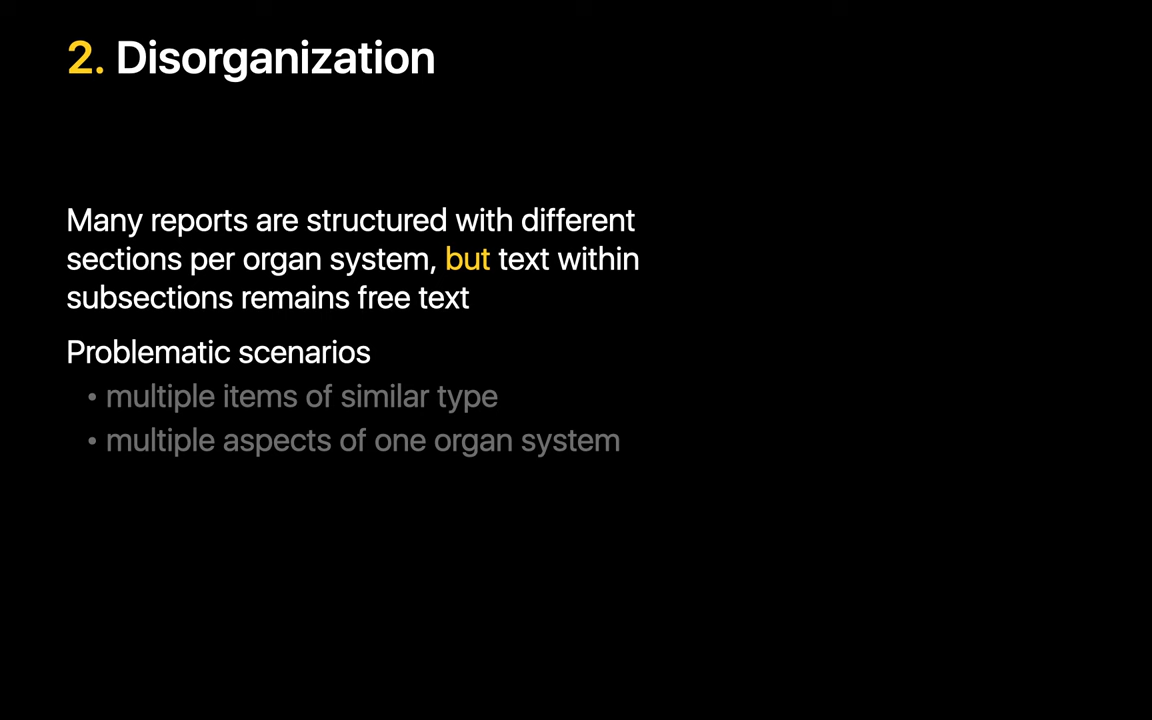 2. Disorganization
Many reports are structured with different
sections per organ system, but text within
subsections remains free text
Problematic scenarios
• multiple items of similar type
• multiple aspects of one organ system